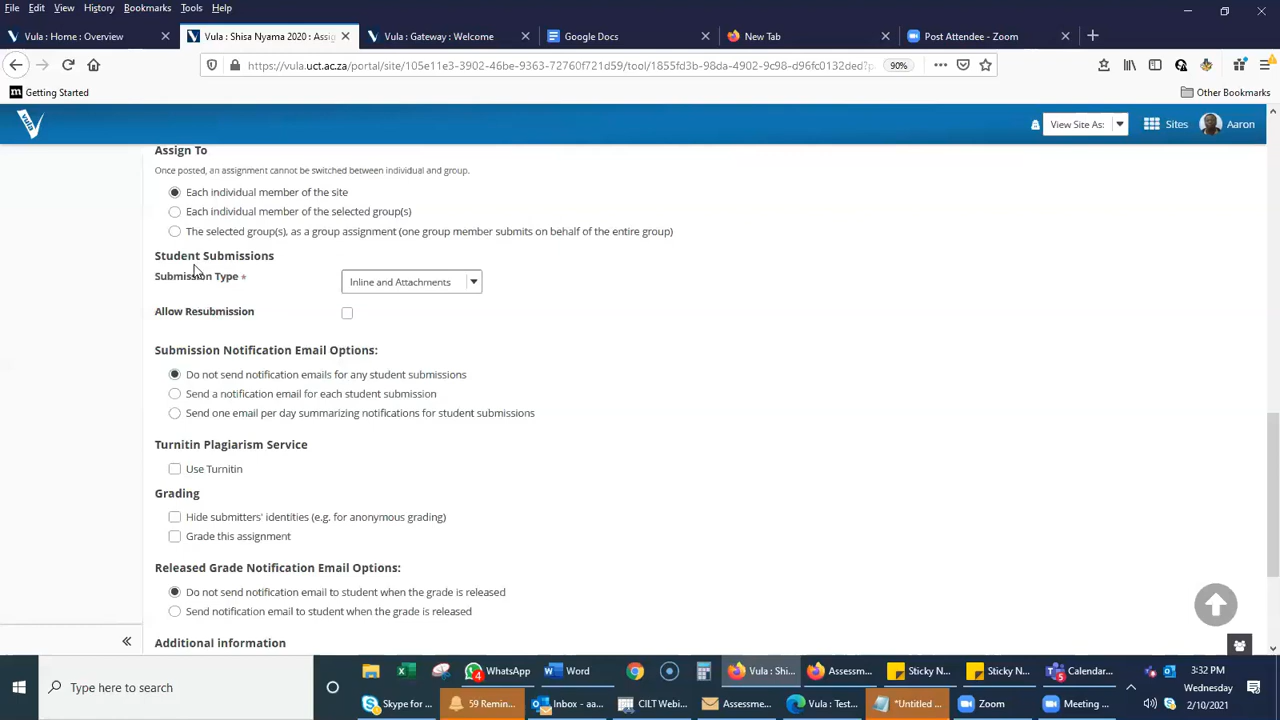 File Edit View History Bookmarks Tools Help
Vula : Home : Overview
Vula : Shisa Nyama 2020 : Assig
Vula : Gateway : Welcome
Google Docs
New Tab
Post Attendee - Zoom
https://vula.uct.ac.za/portal/site/105e11e3-3902-46be-9363-72760f721d59/tool/1855fd3b-98da-4902-9c98-d96fc0132ded?p 90%
Getting Started
Other Bookmarks
vula
View Site As:
Sites
Aaron
Assign To
Once posted, an assignment cannot be switched between individual and group.
Each individual member of the site
Each individual member of the selected group(s)
The selected group(s), as a group assignment (one group member submits on behalf of the entire group)
Student Submissions
Submission Type *
Inline and Attachments
Allow Resubmission
Submission Notification Email Options:
Do not send notification emails for any student submissions
Send a notification email for each student submission
Send one email per day summarizing notifications for student submissions
Turnitin Plagiarism Service
Use Turnitin
Grading
Hide submitters' identities (e.g. for anonymous grading)
Grade this assignment
Released Grade Notification Email Options:
Do not send notification email to student when the grade is released
Send notification email to student when the grade is released
Additional information
Type here to search
4 WhatsApp
Word
Vula : Shi...
Assessm...
Sticky N...
Sticky N...
5 Calendar...
3:32 PM
Wednesday
2/10/2021
Skype for ...
59 Remin...
Inbox - aa...
CILT Webi...
Assessme...
Vula : Test...
*Untitled ...
Zoom
Meeting ...